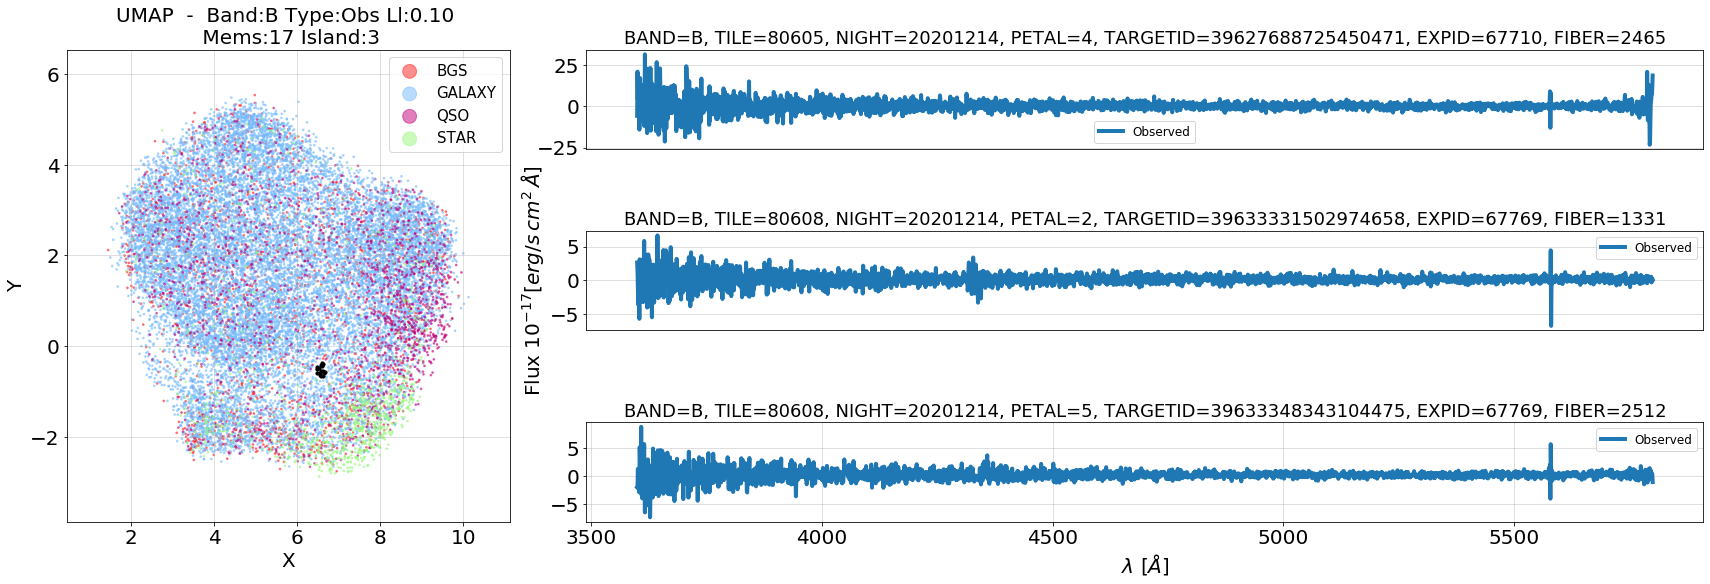 UMAP - Band:B Type:Obs Ll:0.10
Mems:17 Island:3
BGS
GALAXY
QSO
STAR
6
4
2
0
−2
Y
2
4
6
8
10
X
Flux 10^{-17}[erg/s cm^2 Å]
BAND=B, TILE=80605, NIGHT=20201214, PETAL=4, TARGETID=39627688725450471, EXPID=67710, FIBER=2465
25
0
−25
Observed
BAND=B, TILE=80608, NIGHT=20201214, PETAL=2, TARGETID=39633331502974658, EXPID=67769, FIBER=1331
5
0
−5
Observed
BAND=B, TILE=80608, NIGHT=20201214, PETAL=5, TARGETID=39633348343104475, EXPID=67769, FIBER=2512
5
0
−5
Observed
3500
4000
4500
5000
5500
λ [Å]